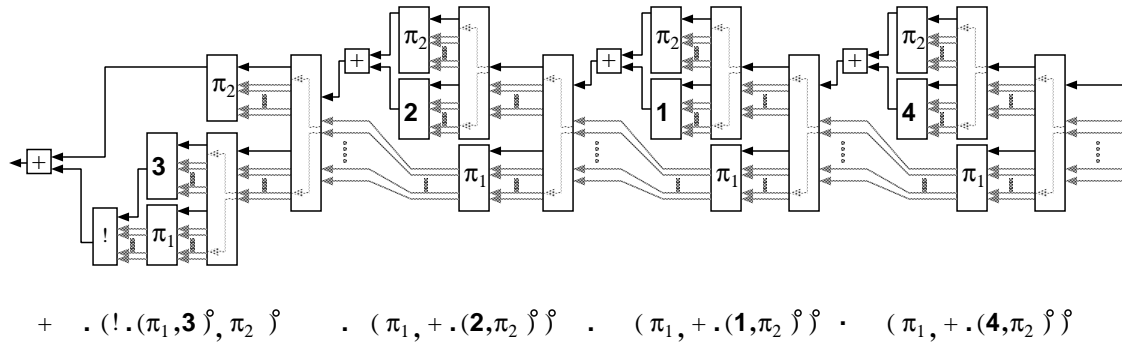 π2 π2 π2
+ + +
π2
2 1 4
3 π1 π1 π1
+
! π1
+ . (! . (π1,3)°, π2 )° . (π1, + . (2,π2 )°)° . (π1, + . (1,π2 )°)° . (π1, + . (4,π2 )°)°